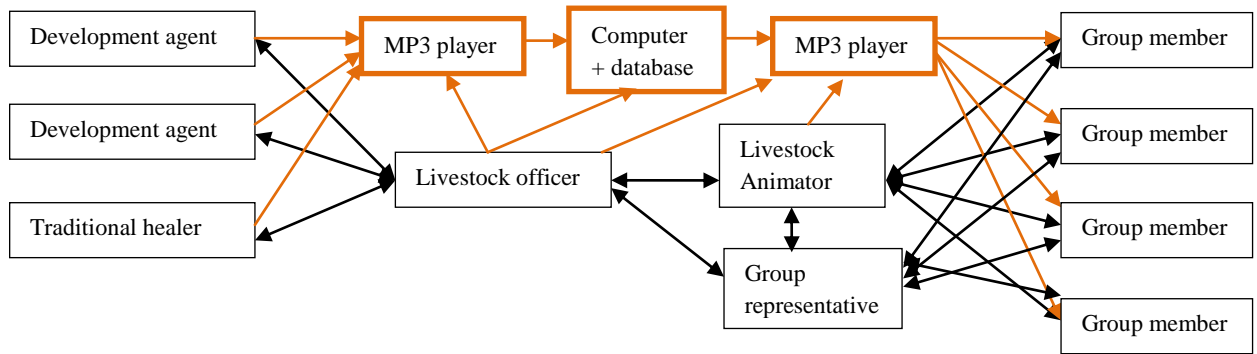 Development agent
MP3 player
Computer
+ database
MP3 player
Group member
Development agent
Group member
Livestock officer
Livestock
Animator
Traditional healer
Group member
Group
representative
Group member